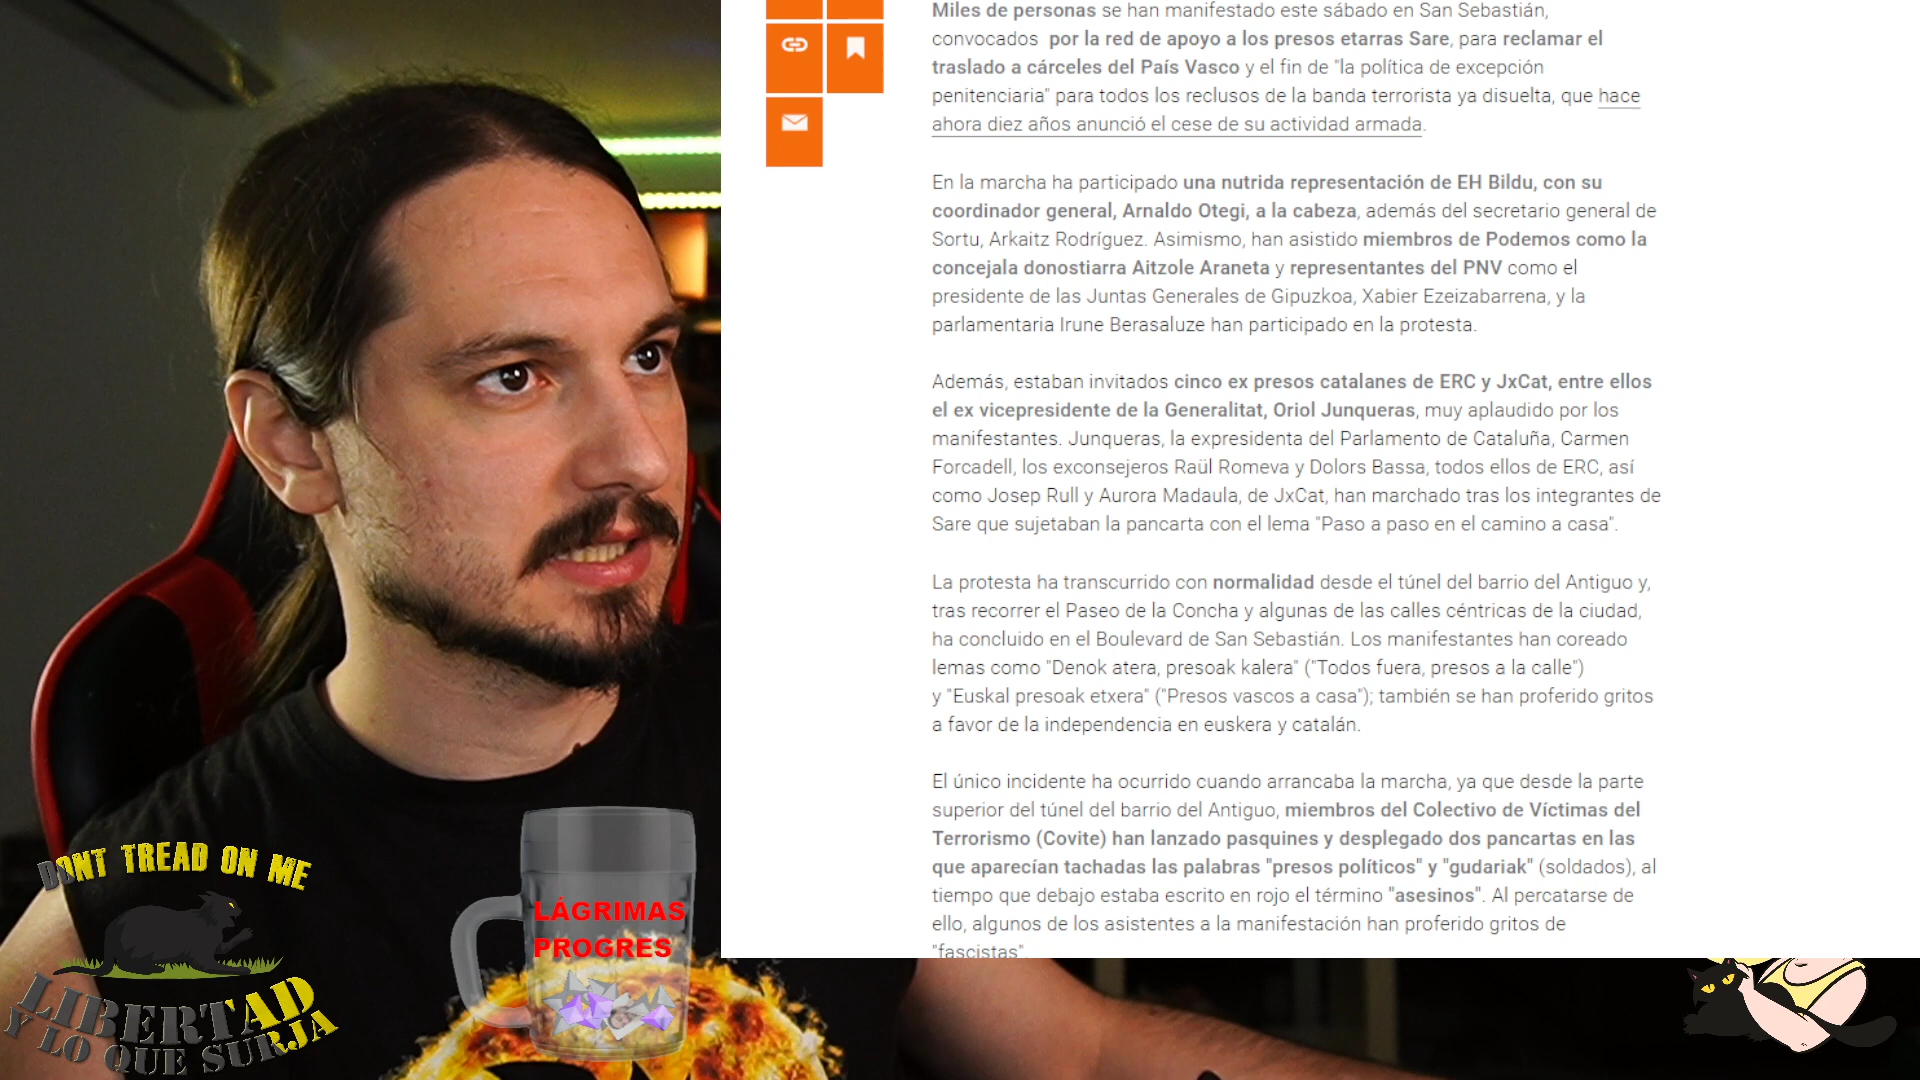 Miles de personas se han manifestado este sábado en San Sebastián,
convocados por la red de apoyo a los presos etarras Sare, para reclamar el
traslado a cárceles del País Vasco y el fin de "la política de excepción
penitenciaria" para todos los reclusos de la banda terrorista ya disuelta, que hace
ahora diez años anunció el cese de su actividad armada.
En la marcha ha participado una nutrida representación de EH Bildu, con su
coordinador general, Arnaldo Otegi, a la cabeza, además del secretario general de
Sortu, Arkaitz Rodríguez. Asimismo, han asistido miembros de Podemos como la
concejala donostiarra Aitzole Araneta y representantes del PNV como el
presidente de las Juntas Generales de Gipuzkoa, Xabier Ezeizabarrena, y la
parlamentaria Irune Berasaluze han participado en la protesta.
Además, estaban invitados cinco ex presos catalanes de ERC y JxCat, entre ellos
el ex vicepresidente de la Generalitat, Oriol Junqueras, muy aplaudido por los
manifestantes. Junqueras, la expresidenta del Parlamento de Cataluña, Carmen
Forcadell, los exconsejeros Raül Romeva y Dolors Bassa, todos ellos de ERC, así
como Josep Rull y Aurora Madaula, de JxCat, han marchado tras los integrantes de
Sare que sujetaban la pancarta con el lema "Paso a paso en el camino a casa".
La protesta ha transcurrido con normalidad desde el túnel del barrio del Antiguo y,
tras recorrer el Paseo de la Concha y algunas de las calles céntricas de la ciudad,
ha concluido en el Boulevard de San Sebastián. Los manifestantes han coreado
lemas como "Denok atera, presoak kalera" ("Todos fuera, presos a la calle")
y "Euskal presoak etxera" ("Presos vascos a casa"); también se han proferido gritos
a favor de la independencia en euskera y catalán.
El único incidente ha ocurrido cuando arrancaba la marcha, ya que desde la parte
superior del túnel del barrio del Antiguo, miembros del Colectivo de Víctimas del
Terrorismo (Covite) han lanzado pasquines y desplegado dos pancartas en las
que aparecían tachadas las palabras "presos políticos" y "gudariak" (soldados), al
tiempo que debajo estaba escrito en rojo el término "asesinos". Al percatarse de
ello, algunos de los asistentes a la manifestación han proferido gritos de
"fascistas".
DONT TREAD ON ME
LIBERTAD
Y LO QUE SURJA
LÁGRIMAS
PROGRES